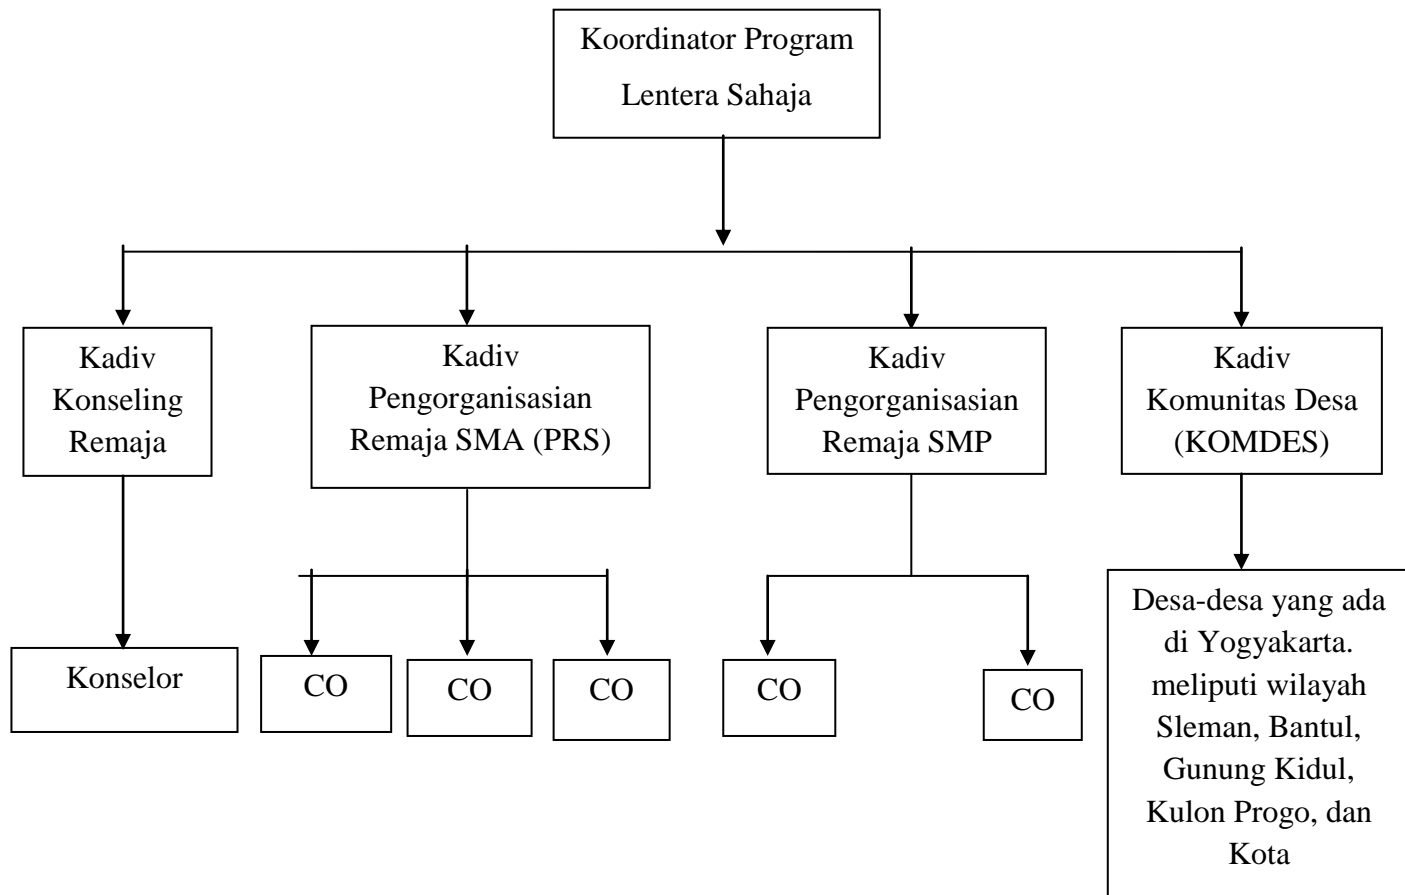 Koordinator Program
Lentera Sahaja
Kadiv
Konseling
Remaja
Kadiv
Pengorganisasian
Remaja SMA (PRS)
Kadiv
Pengorganisasian
Remaja SMP
Kadiv
Komunitas Desa
(KOMDES)
Konselor
CO
CO
CO
CO
CO
Desa-desa yang ada
di Yogyakarta.
meliputi wilayah
Sleman, Bantul,
Gunung Kidul,
Kulon Progo, dan
Kota